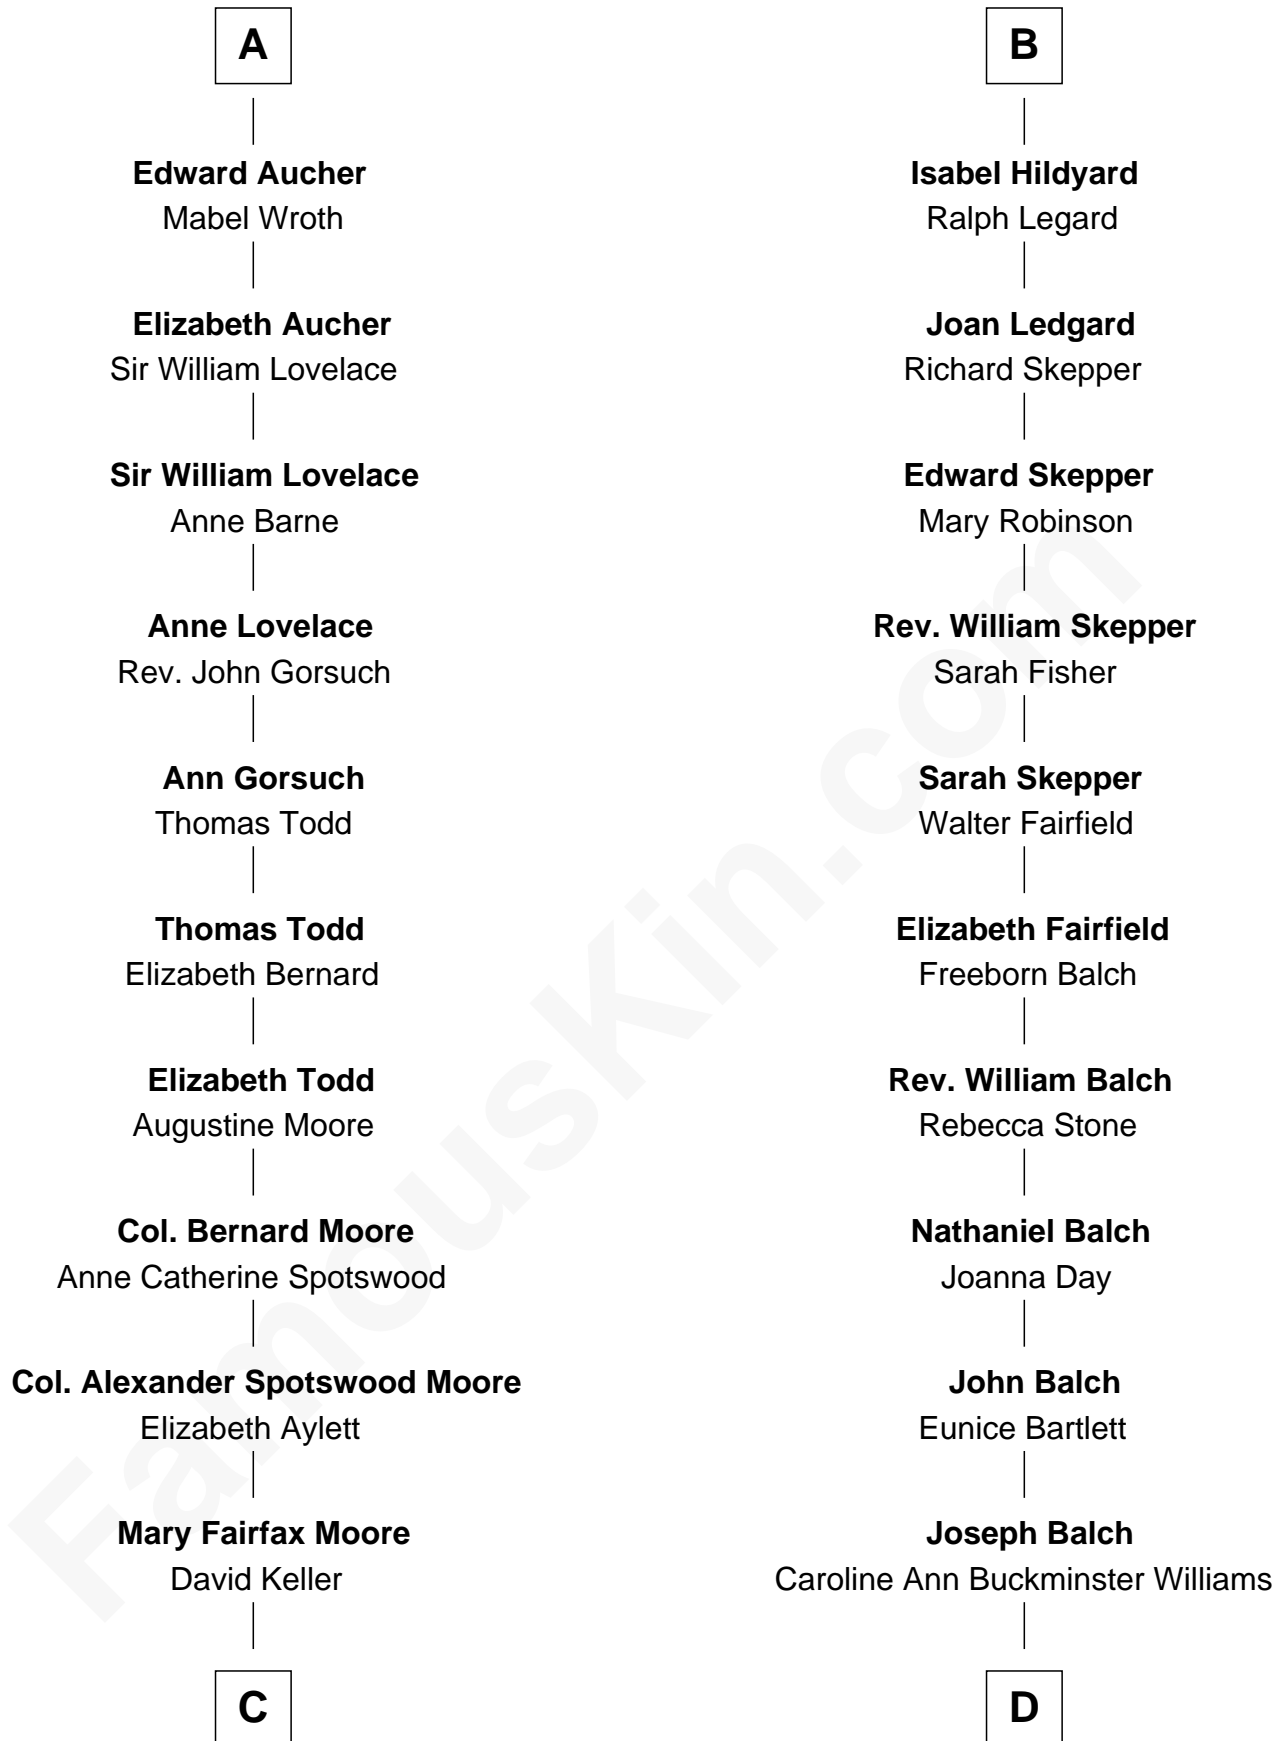 A
Edward Aucher
Mabel Wroth
Elizabeth Aucher
Sir William Lovelace
Sir William Lovelace
Anne Barne
Anne Lovelace
Rev. John Gorsuch
Ann Gorsuch
Thomas Todd
Thomas Todd
Elizabeth Bernard
Elizabeth Todd
Augustine Moore
Col. Bernard Moore
Anne Catherine Spotswood
Col. Alexander Spotswood Moore
Elizabeth Aylett
Mary Fairfax Moore
David Keller
C
B
Isabel Hildyard
Ralph Legard
Joan Ledgard
Richard Skepper
Edward Skepper
Mary Robinson
Rev. William Skepper
Sarah Fisher
Sarah Skepper
Walter Fairfield
Elizabeth Fairfield
Freeborn Balch
Rev. William Balch
Rebecca Stone
Nathaniel Balch
Joanna Day
John Balch
Eunice Bartlett
Joseph Balch
Caroline Ann Buckminster Williams
D
FamousKin.com